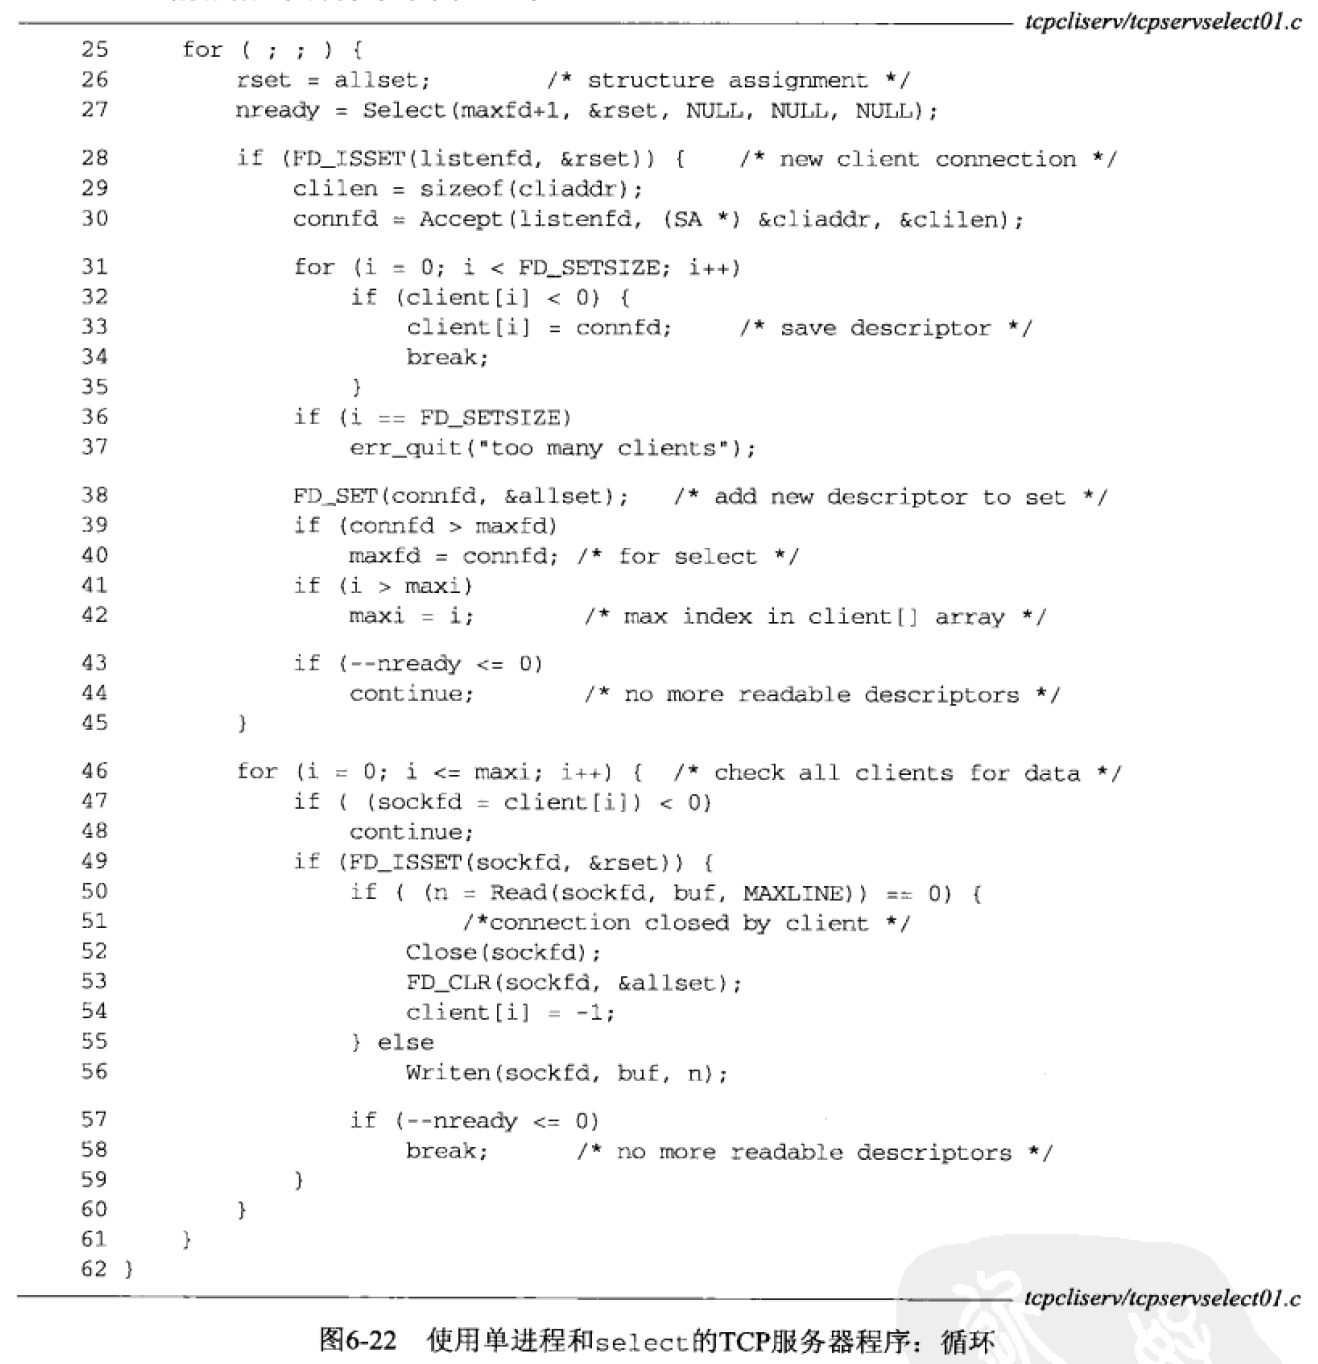 tcpcliserv/tcpservselect01.c
25 for ( ; ; ) {
26 rset = allset; /* structure assignment */
27 nready = Select(maxfd+1, &rset, NULL, NULL, NULL);
28 if (FD_ISSET(listenfd, &rset)) { /* new client connection */
29 clilen = sizeof(cliaddr);
30 connfd = Accept(listenfd, (SA *) &cliaddr, &clilen);
31 for (i = 0; i < FD_SETSIZE; i++)
32 if (client[i] < 0) {
33 client[i] = connfd; /* save descriptor */
34 break;
35 }
36 if (i == FD_SETSIZE)
37 err_quit("too many clients");
38 FD_SET(connfd, &allset); /* add new descriptor to set */
39 if (connfd > maxfd)
40 maxfd = connfd; /* for select */
41 if (i > maxi)
42 maxi = i; /* max index in client[] array */
43 if (--nready <= 0)
44 continue; /* no more readable descriptors */
45 }
46 for (i = 0; i <= maxi; i++) { /* check all clients for data */
47 if ( (sockfd = client[i]) < 0)
48 continue;
49 if (FD_ISSET(sockfd, &rset)) {
50 if ( (n = Read(sockfd, buf, MAXLINE)) == 0) {
51 /*connection closed by client */
52 Close(sockfd);
53 FD_CLR(sockfd, &allset);
54 client[i] = -1;
55 } else
56 Writen(sockfd, buf, n);
57 if (--nready <= 0)
58 break; /* no more readable descriptors */
59 }
60 }
61 }
62 }
tcpcliserv/tcpservselect01.c
图6-22 使用单进程和select的TCP服务器程序：循环